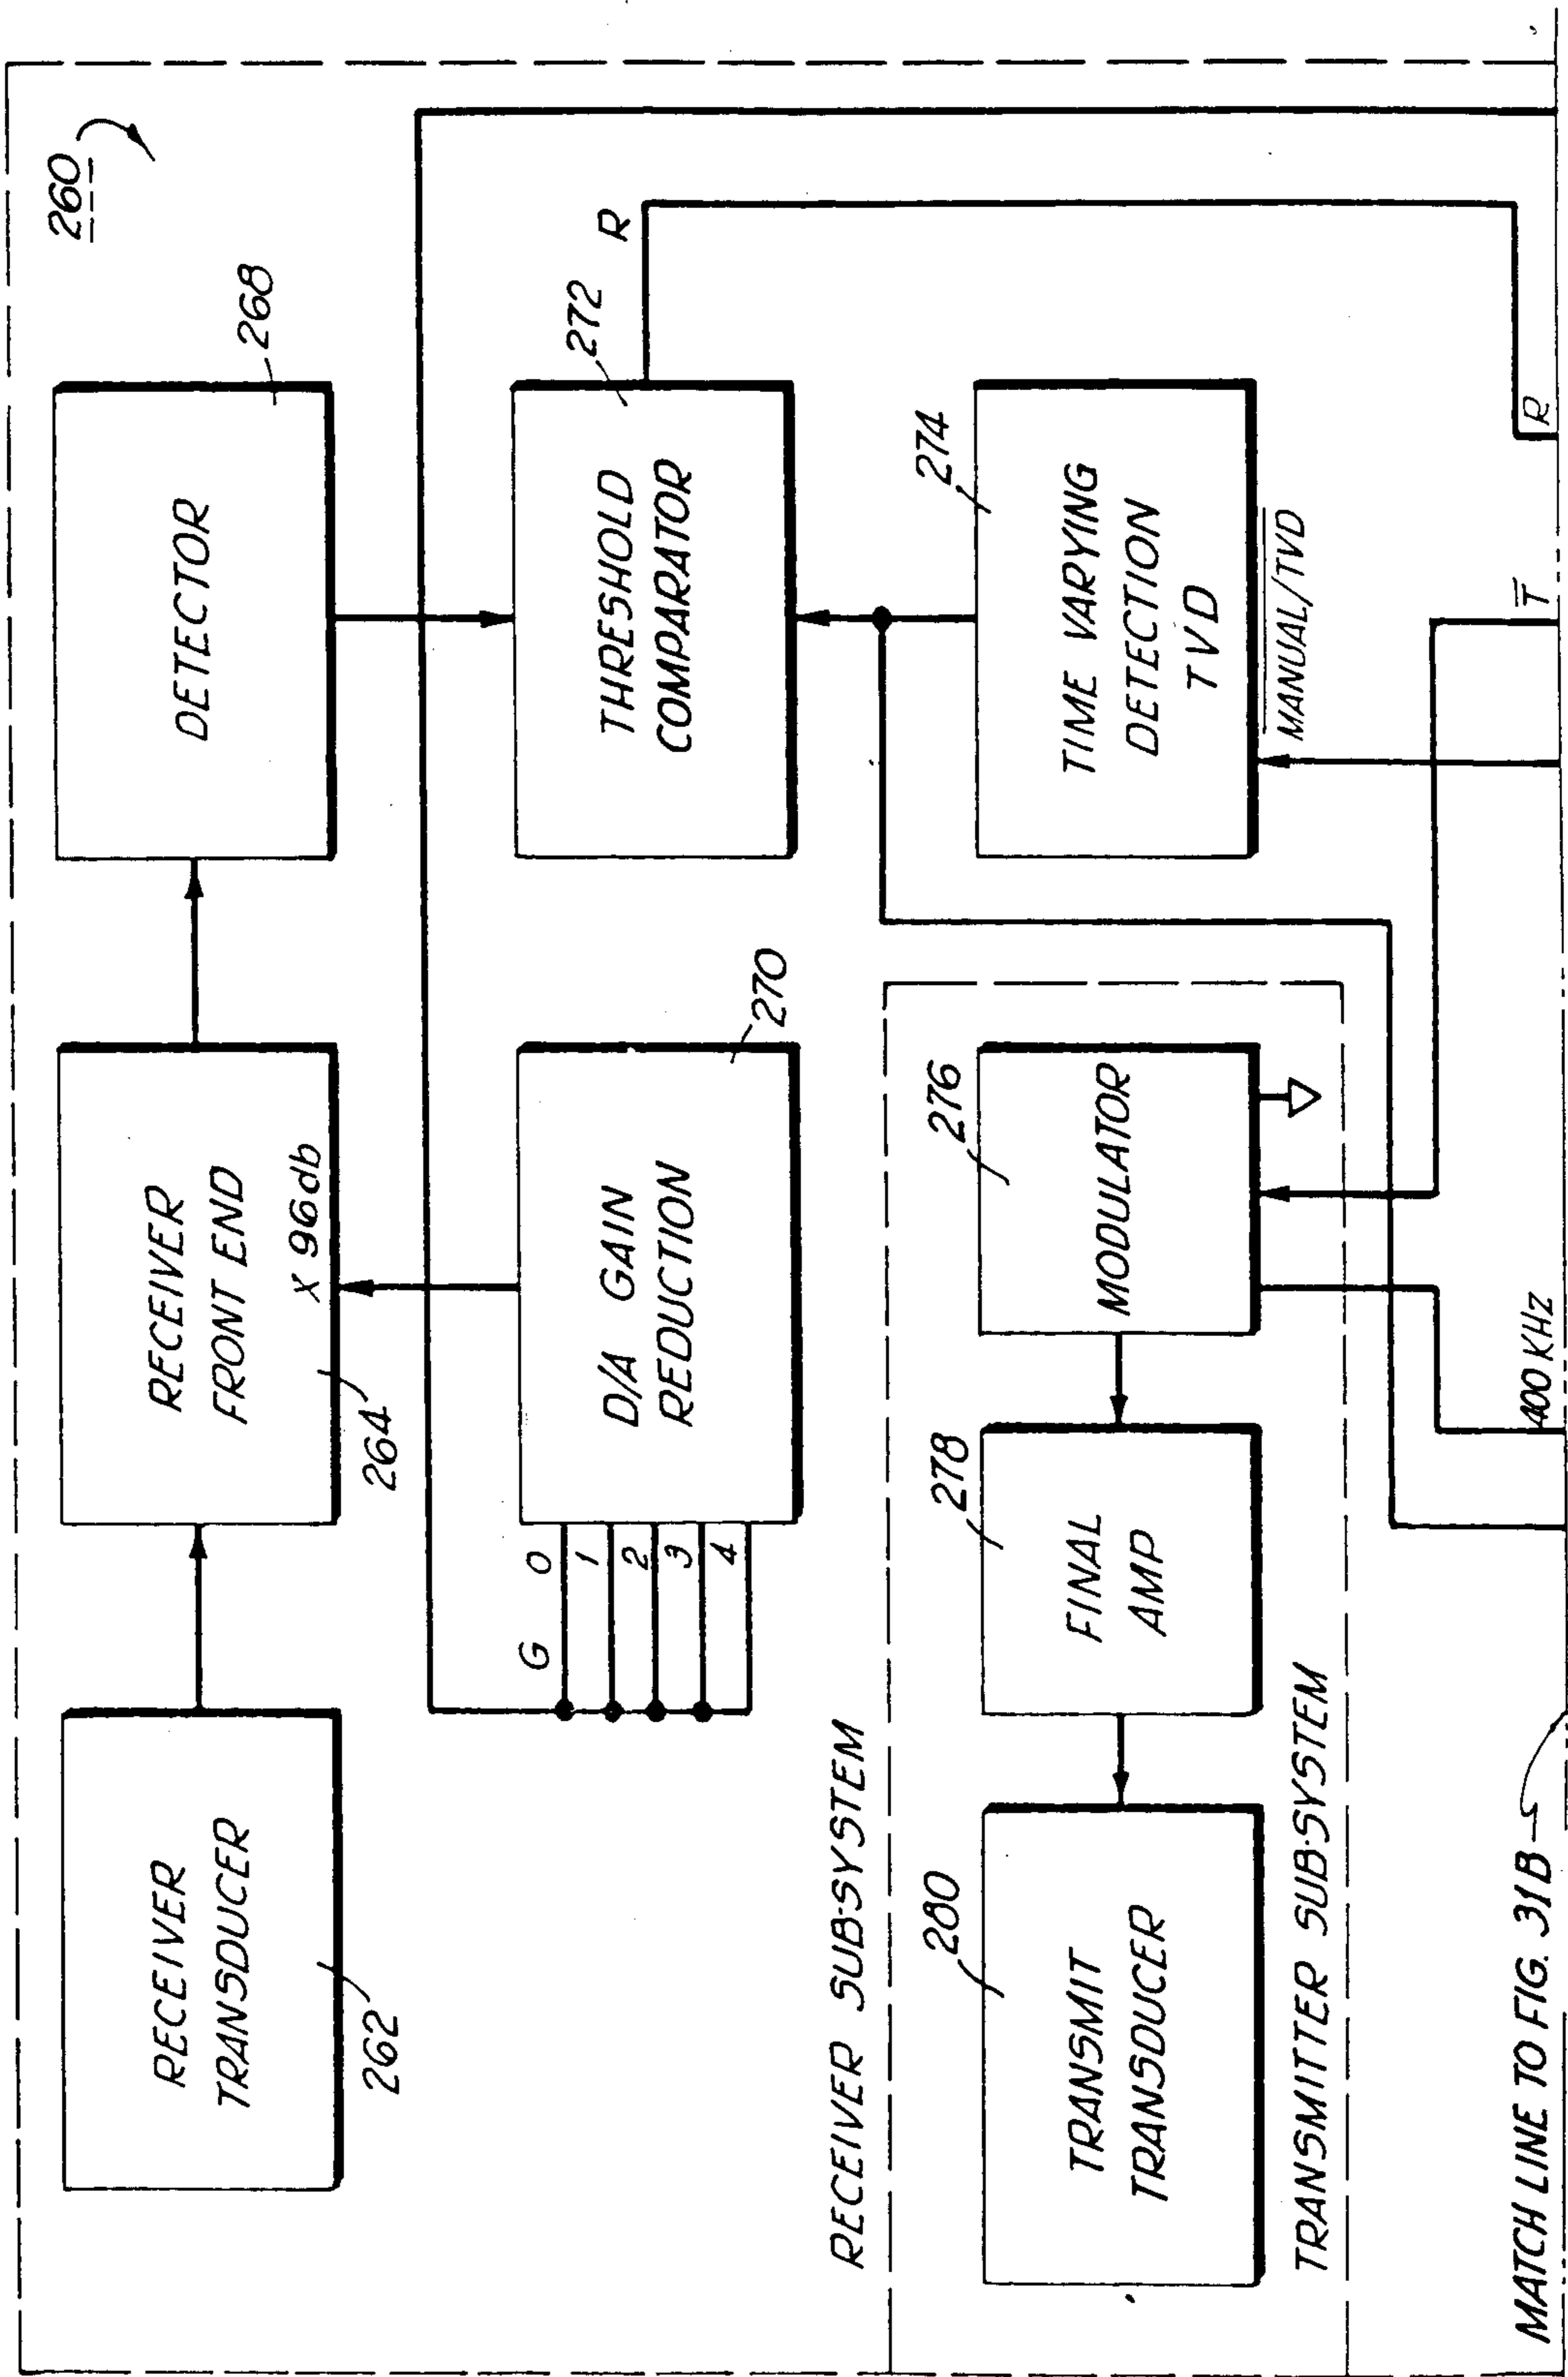 260
RECEIVER
TRANSDUCER
262
RECEIVER
FRONT END
X 96db
264
DETECTOR
268
G 0
1
2
3
4
D/A GAIN
REDUCTION
270
THRESHOLD
COMPARATOR
272
R
RECEIVER SUB-SYSTEM
280
TRANSMIT
TRANSDUCER
278
FINAL
AMP
276
MODULATOR
274
TIME VARYING
DETECTION
TVD
MANUAL/TVD
TRANSMITTER SUB-SYSTEM
MATCH LINE TO FIG. 31B
400 KHz
T
R